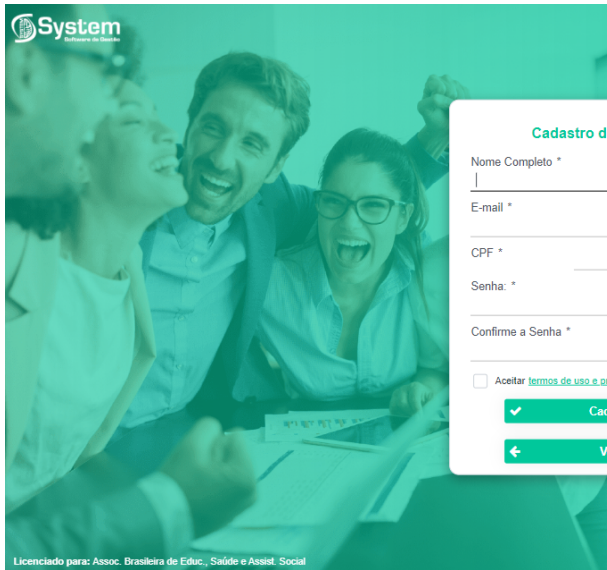 System
Software de Gestão
Cadastro d
Nome Completo *
E-mail *
CPF *
Senha: *
Confirme a Senha *
Aceitar termos de uso e p
Cad
V
Licenciado para: Assoc. Brasileira de Educ., Saúde e Assist. Social